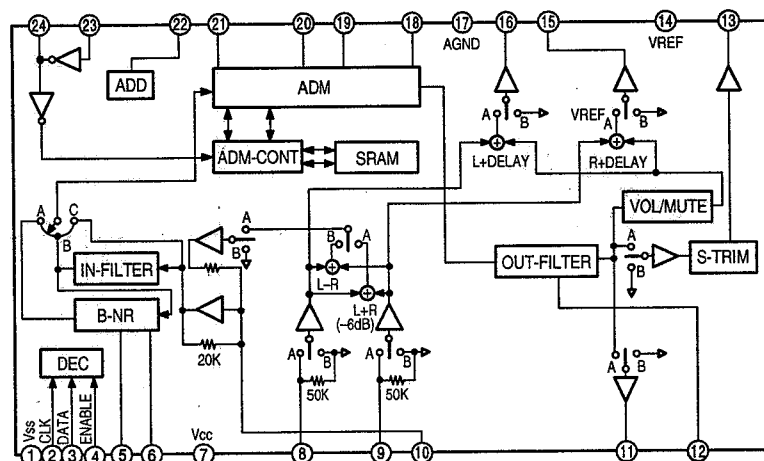 24 23 22 21 20 19 18 17 16 15 14 13
AGND VREF
ADD ADM
VREF A B
A B
ADM-CONT SRAM L+DELAY R+DELAY
A C
B
A
B
B A
VOL/MUTE
IN-FILTER L-R OUT-FILTER A
B
S-TRIM
B-NR L+R
(-6dB)
20K A B A B A B
DEC 50K 50K
Vss CLK DATA ENABLE Vcc
1 2 3 4 5 6 7 8 9 10 11 12